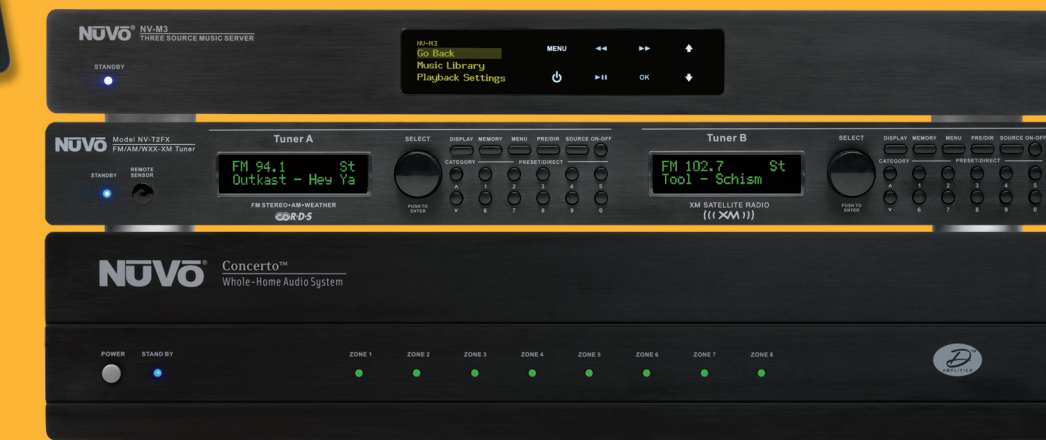 NŪVŌ® NV-M3
THREE SOURCE MUSIC SERVER
STANDBY
NV-M3
Go Back
Music Library
Playback Settings
MENU
OK
NŪVŌ Model NV-T2FX
FM/AM/WXX-XM Tuner
STANDBY
REMOTE SENSOR
Tuner A
FM 94.1 St
Outkast - Hey Ya
FM STEREO•AM•WEATHER
R·D·S
SELECT
PUSH TO ENTER
DISPLAY MEMORY MENU PRE/DIR SOURCE ON-OFF
CATEGORY PRESET/DIRECT
1 2 3 4 5
6 7 8 9 0
Tuner B
FM 102.7 St
Tool - Schism
XM SATELLITE RADIO
((( XM )))
SELECT
PUSH TO ENTER
DISPLAY MEMORY MENU PRE/DIR SOURCE ON-OFF
CATEGORY PRESET/DIRECT
1 2 3 4 5
6 7 8 9 0
NŪVŌ® Concerto™
Whole-Home Audio System
POWER STAND BY ZONE 1 ZONE 2 ZONE 3 ZONE 4 ZONE 5 ZONE 6 ZONE 7 ZONE 8
D™
AMPLIFIER